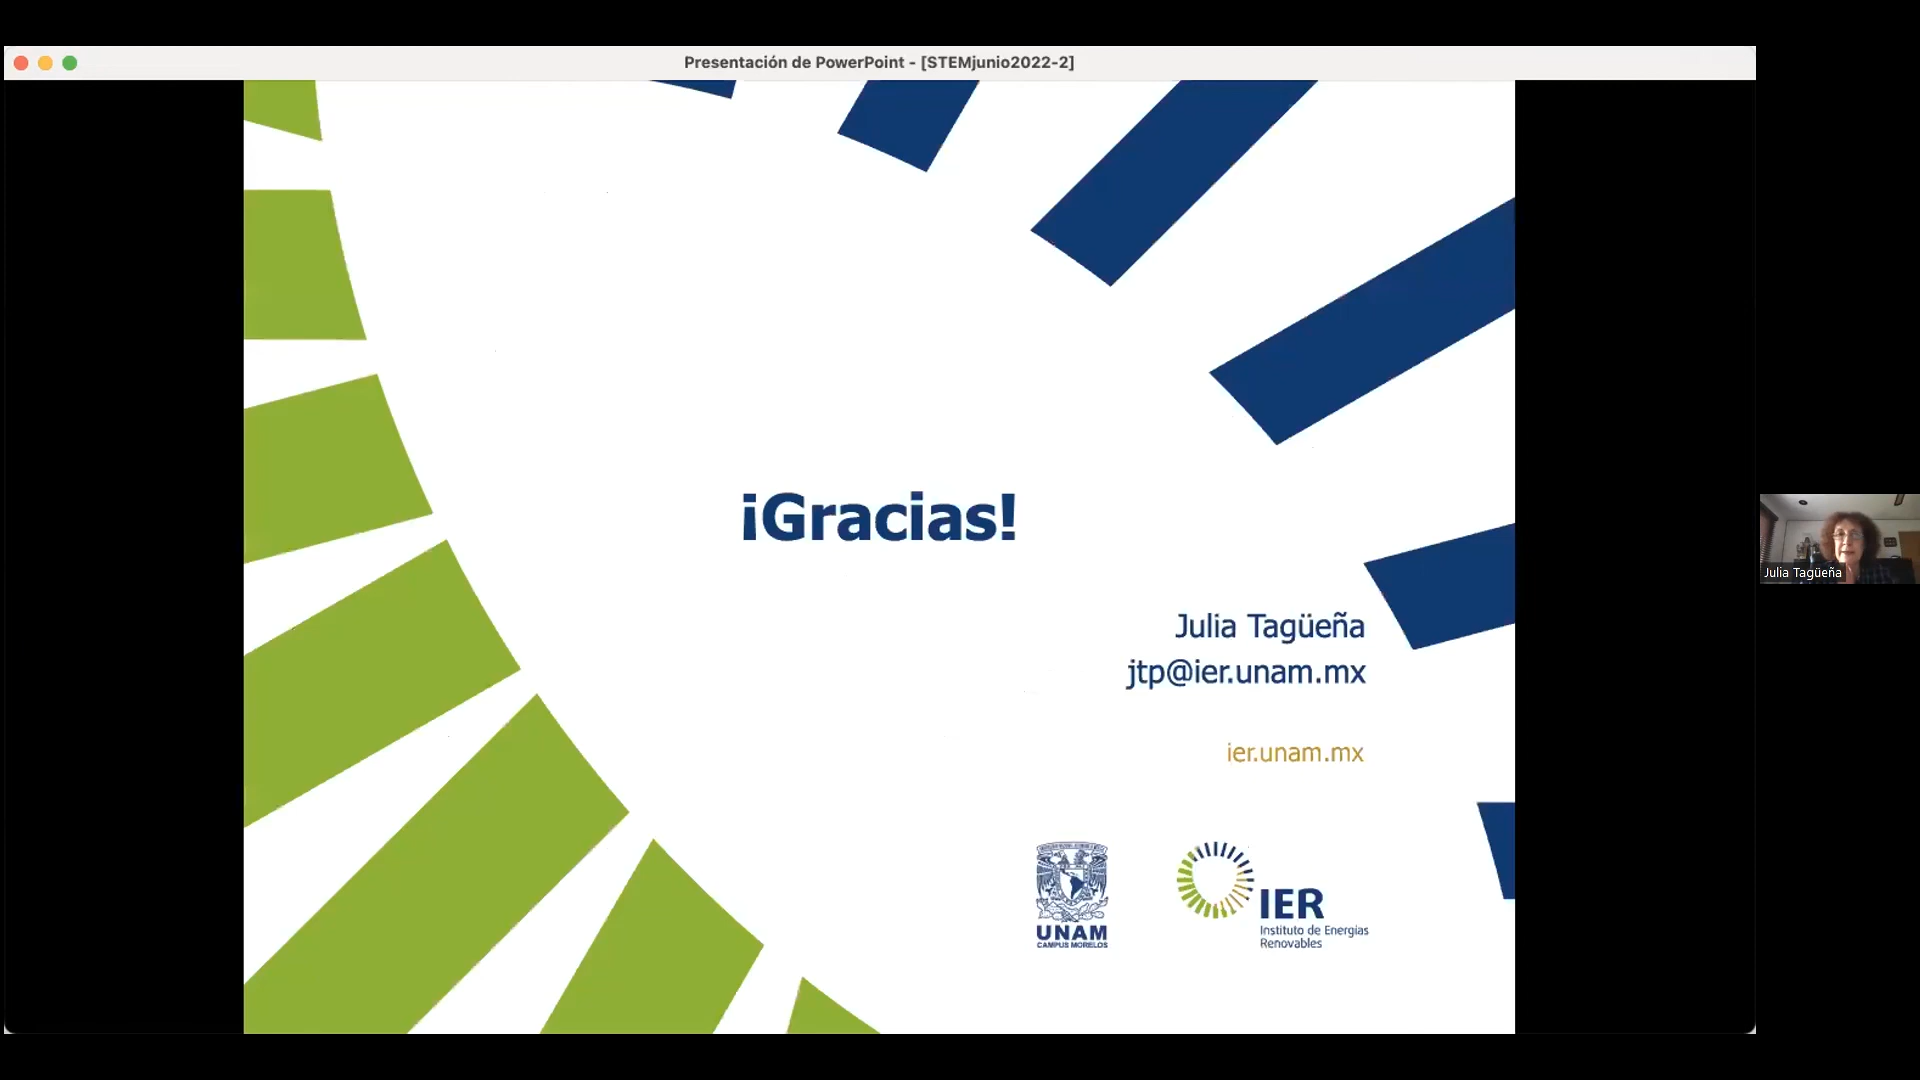 Presentación de PowerPoint - [STEMjunio2022-2]
¡Gracias!
Julia Tagüeña
jtp@ier.unam.mx
ier.unam.mx
UNAM
CAMPUS MORELOS
IER
Instituto de Energías
Renovables
Julia Tagüeña